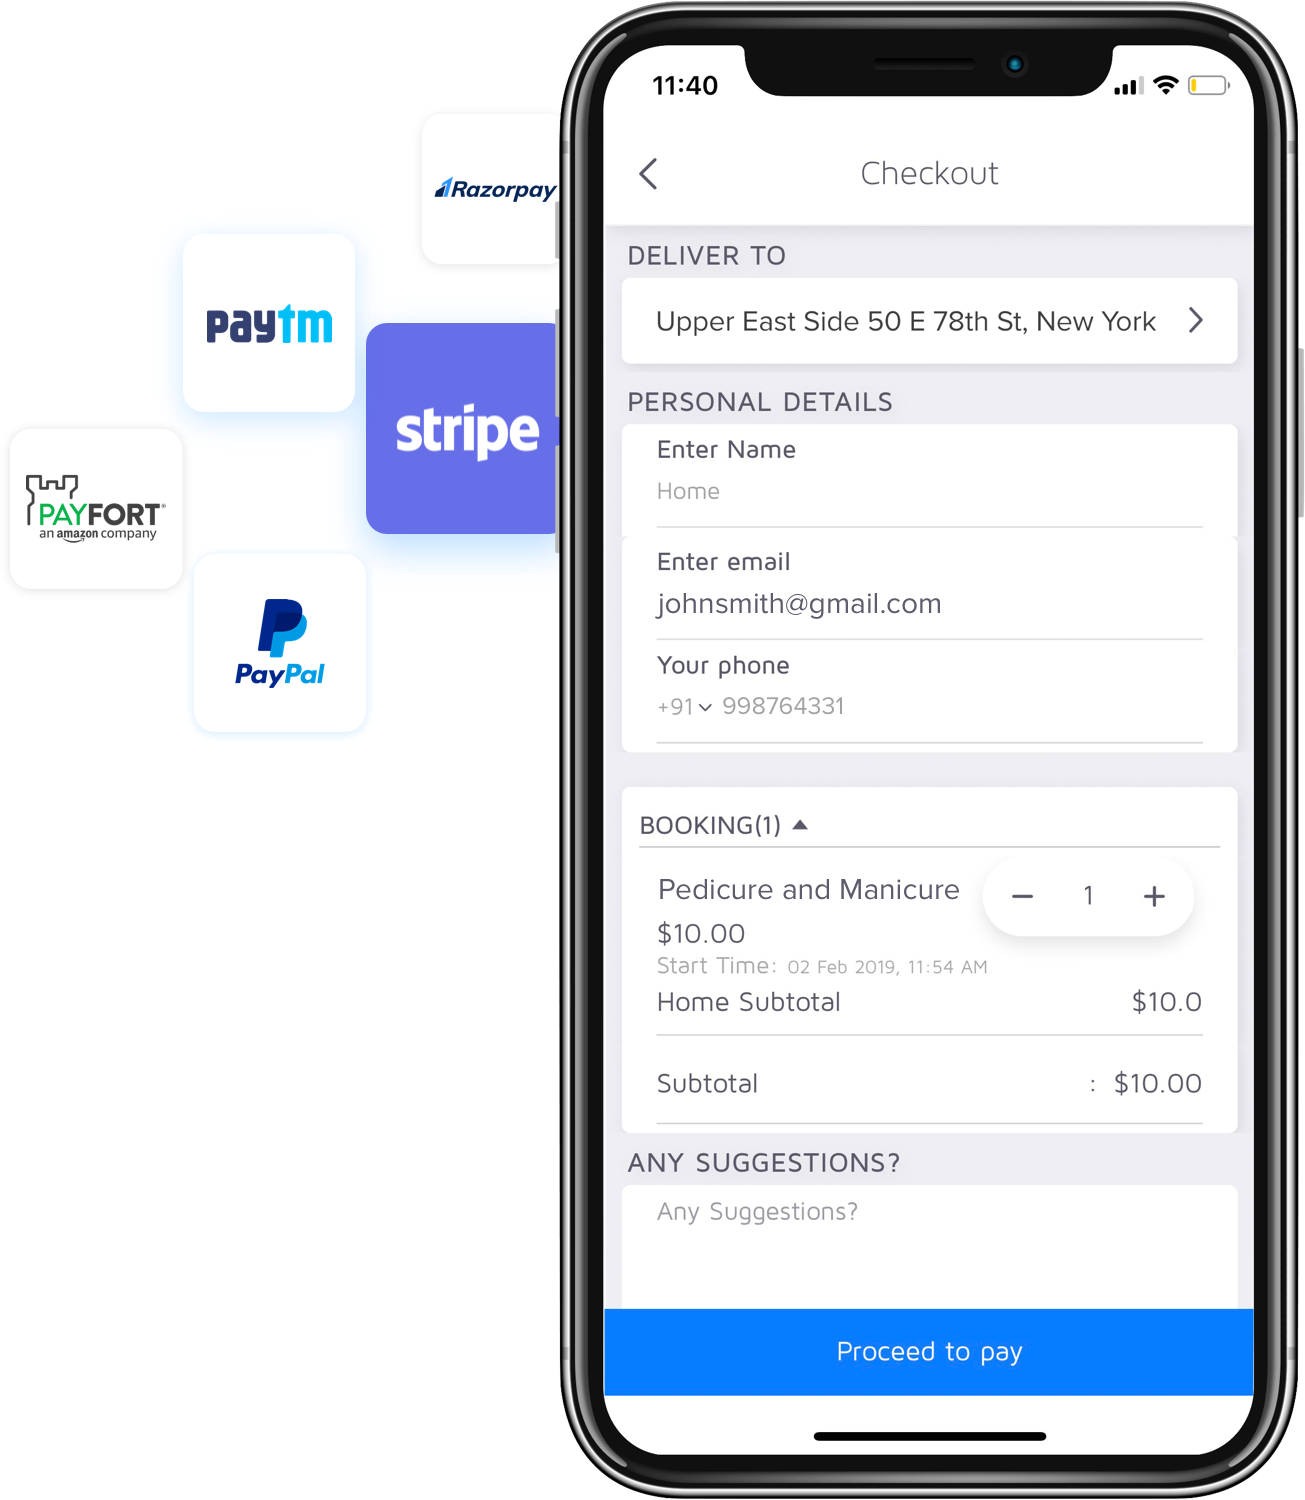 Razorpay
paytm
stripe
PAYFORT®
an amazon company
PayPal
11:40
Checkout
DELIVER TO
Upper East Side 50 E 78th St, New York
PERSONAL DETAILS
Enter Name
Home
Enter email
johnsmith@gmail.com
Your phone
+91 998764331
BOOKING(1)
Pedicure and Manicure
1
$10.00
Start Time: 02 Feb 2019, 11:54 AM
Home Subtotal $10.0
Subtotal : $10.00
ANY SUGGESTIONS?
Any Suggestions?
Proceed to pay